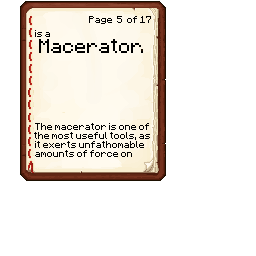 Page 5 of 17
is a
Macerator.
The macerator is one of
the most useful tools, as
it exerts unfathomable
amounts of force on